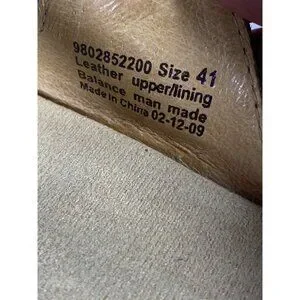 9802852200 Size 41
Leather upper/lining
Balance man made
Made in China 02-12-09